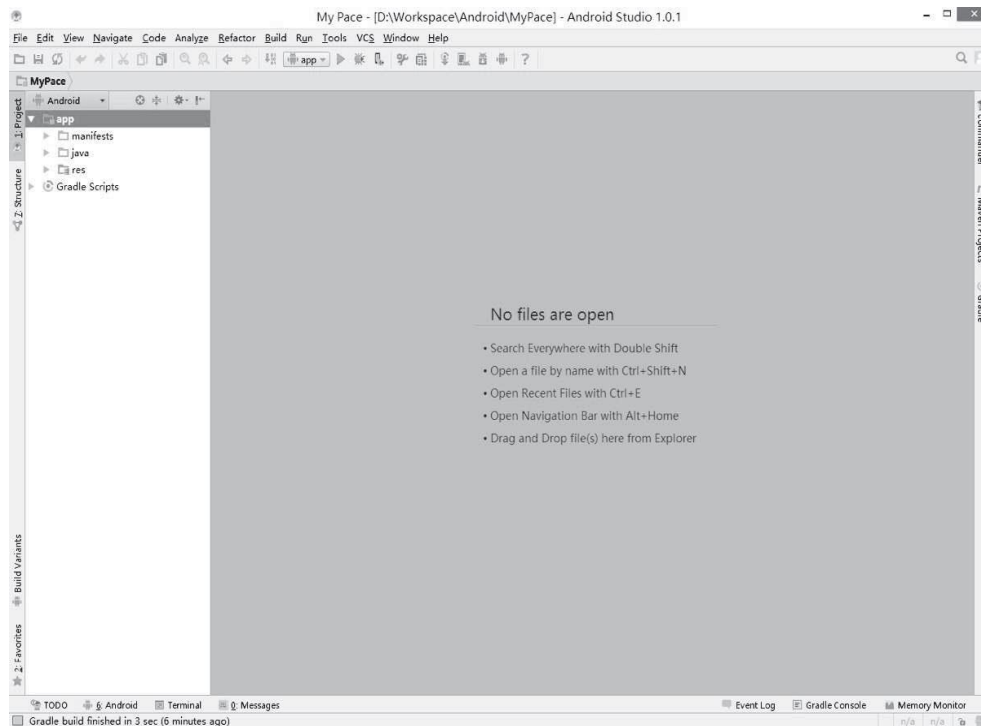 My Pace - [D:\Workspace\Android\MyPace] - Android Studio 1.0.1
File Edit View Navigate Code Analyze Refactor Build Run Tools VCS Window Help
app
MyPace
Android
app
manifests
java
res
Gradle Scripts
1: Project
7: Structure
Build Variants
2: Favorites
No files are open
• Search Everywhere with Double Shift
• Open a file by name with Ctrl+Shift+N
• Open Recent Files with Ctrl+E
• Open Navigation Bar with Alt+Home
• Drag and Drop file(s) here from Explorer
Commander
Maven Projects
Gradle
TODO 6: Android Terminal 0: Messages Event Log Gradle Console Memory Monitor
Gradle build finished in 3 sec (6 minutes ago) n/a n/a